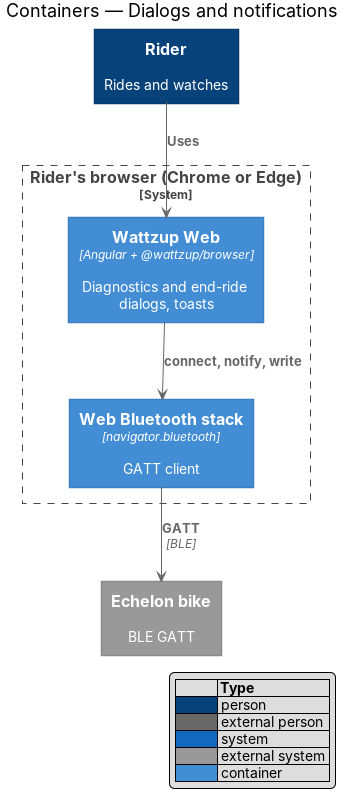 Containers — Dialogs and notifications
Rider
Rides and watches
Uses
Rider's browser (Chrome or Edge)
[System]
Wattzup Web
[Angular + @wattzup/browser]
Diagnostics and end-ride
dialogs, toasts
connect, notify, write
Web Bluetooth stack
[navigator.bluetooth]
GATT client
GATT
[BLE]
Echelon bike
BLE GATT
Type
person
external person
system
external system
container